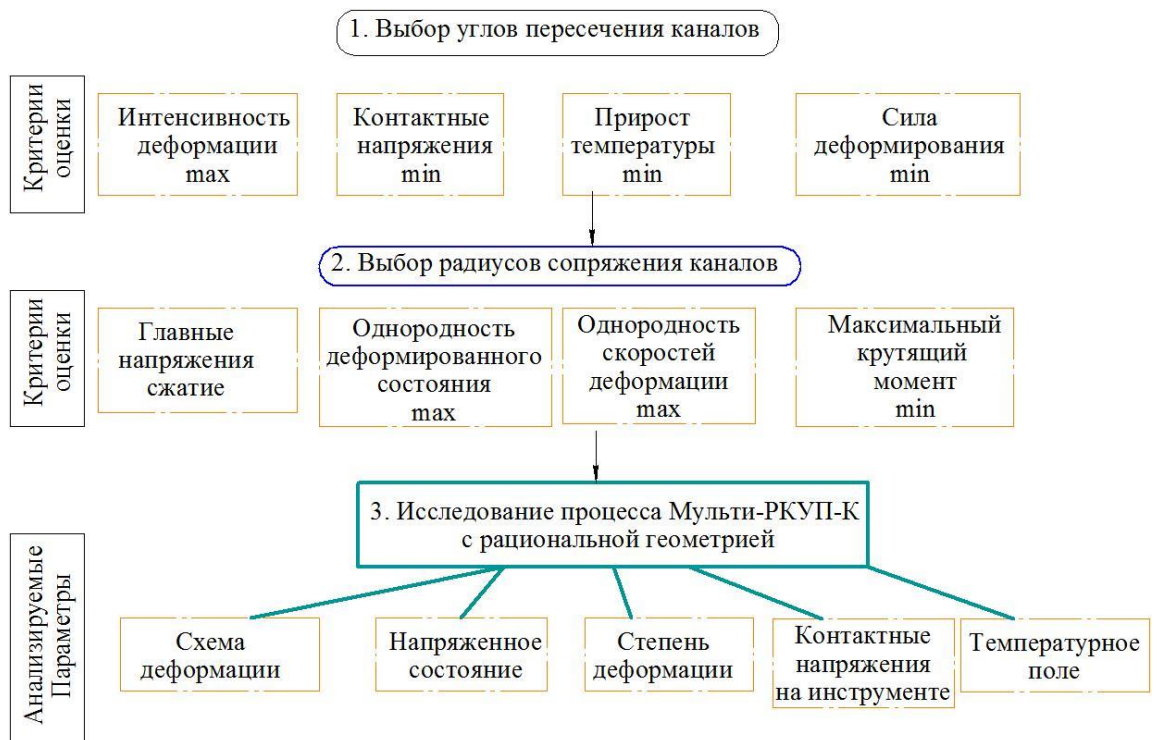 1. Выбор углов пересечения каналов
Критерии
оценки
Интенсивность
деформации
max
Контактные
напряжения
min
Прирост
температуры
min
Сила
деформирования
min
2. Выбор радиусов сопряжения каналов
Критерии
оценки
Главные
напряжения
сжатие
Однородность
деформированного
состояния
max
Однородность
скоростей
деформации
max
Максимальный
крутящий
момент
min
3. Исследование процесса Мульти-РКУП-К
с рациональной геометрией
Анализируемые
Параметры
Схема
деформации
Напряженное
состояние
Степень
деформации
Контактные
напряжения
на инструменте
Температурное
поле